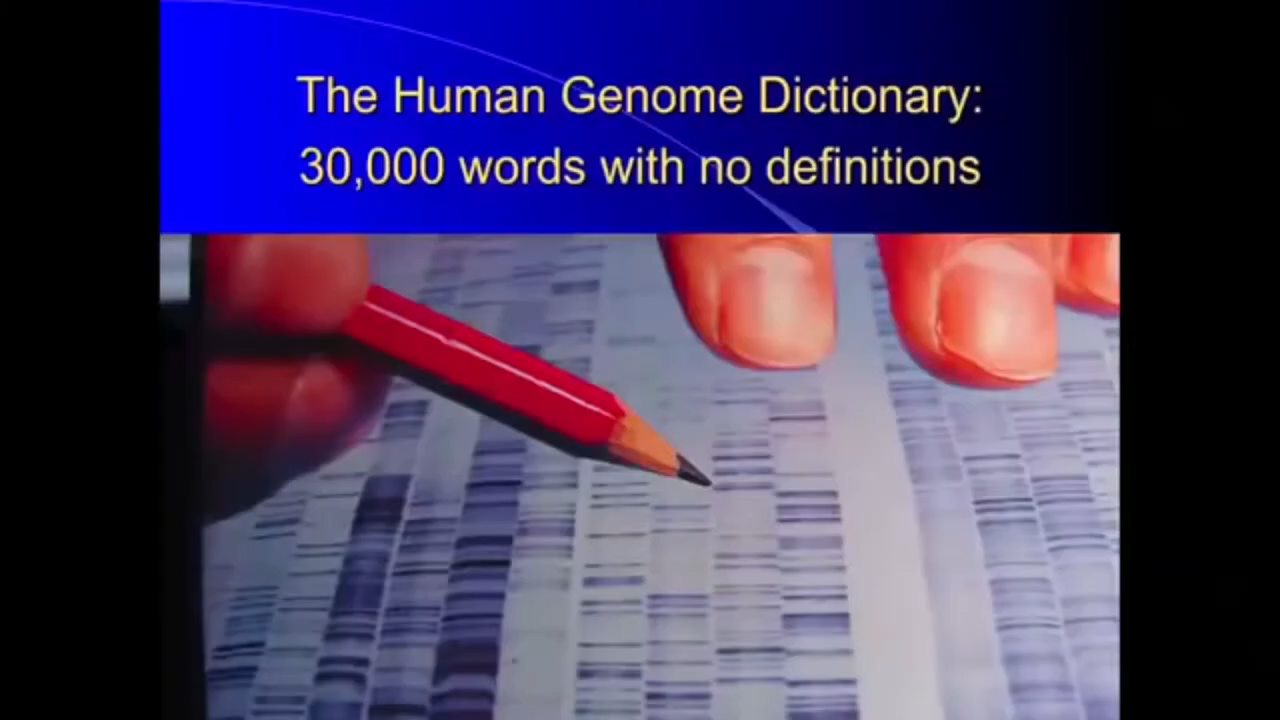 The Human Genome Dictionary:
30,000 words with no definitions